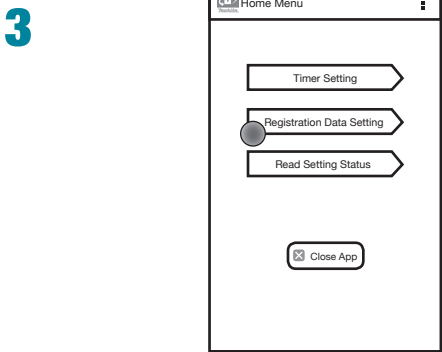 3
Home Menu
Timer Setting
Registration Data Setting
Read Setting Status
Close App